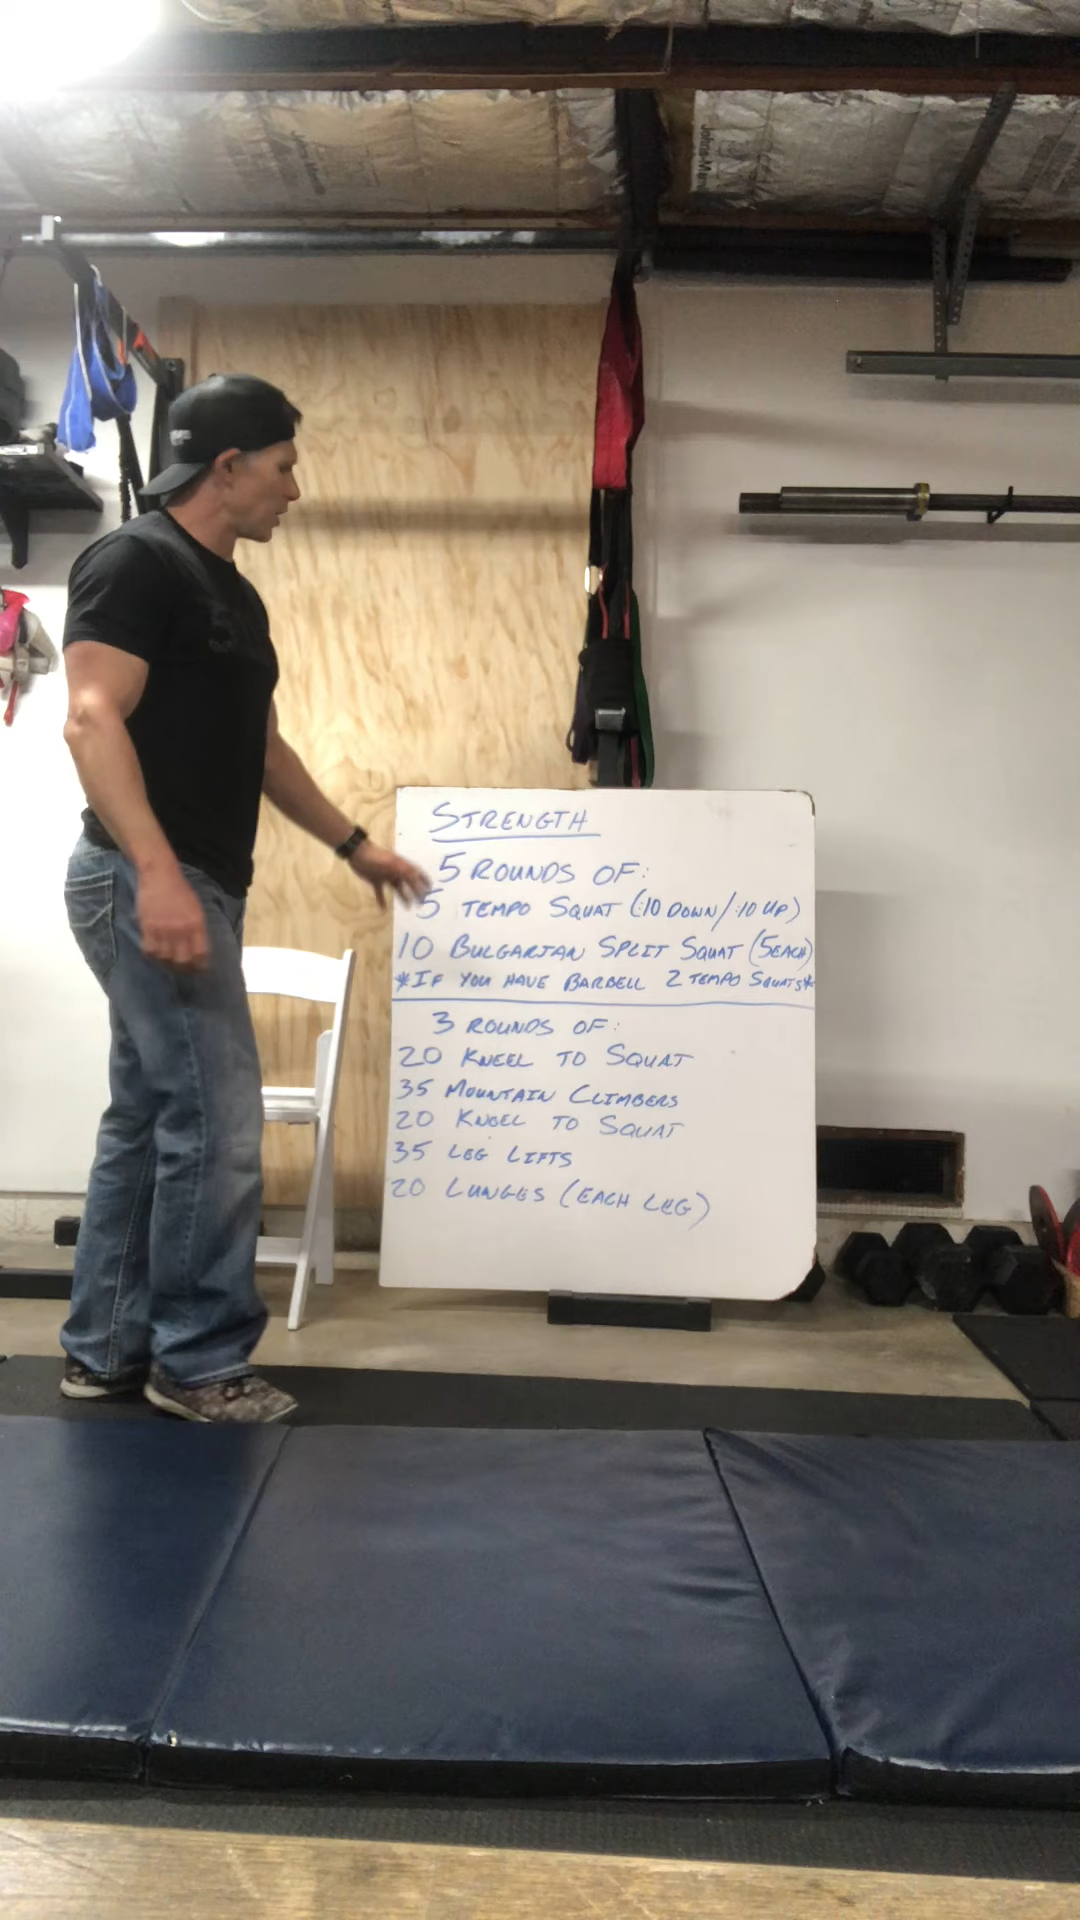 STRENGTH
5 ROUNDS OF:
5 TEMPO SQUAT (:10 DOWN/:10 UP)
10 BULGARIAN SPLIT SQUAT (5 EACH)
*IF YOU HAVE BARBELL 2 TEMPO SQUATS*
3 ROUNDS OF:
20 KNEEL TO SQUAT
35 MOUNTAIN CLIMBERS
20 KNEEL TO SQUAT
35 LEG LIFTS
20 LUNGES (EACH LEG)